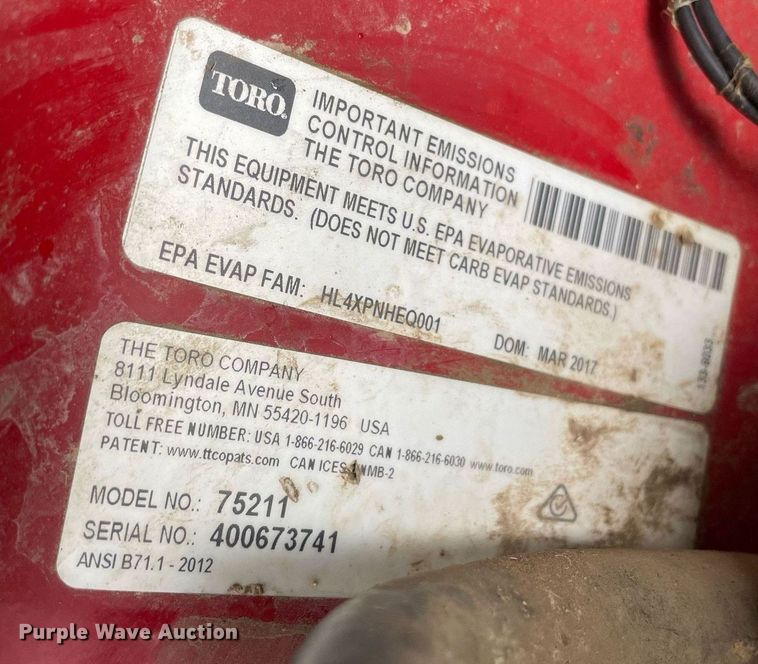 TORO®
IMPORTANT EMISSIONS
CONTROL INFORMATION
THE TORO COMPANY
THIS EQUIPMENT MEETS U.S. EPA EVAPORATIVE EMISSIONS
STANDARDS. (DOES NOT MEET CARB EVAP STANDARDS.)
EPA EVAP FAM: HL4XPNHEQ001
DOM: MAR 2017
THE TORO COMPANY
8111 Lyndale Avenue South
Bloomington, MN 55420-1196 USA
TOLL FREE NUMBER: USA 1-866-216-6029 CAN 1-866-216-6030 www.toro.com
PATENT: www.ttcopats.com CAN ICES NMB-2
MODEL NO.: 75211
SERIAL NO.: 400673741
ANSI B71.1 - 2012
Purple Wave Auction